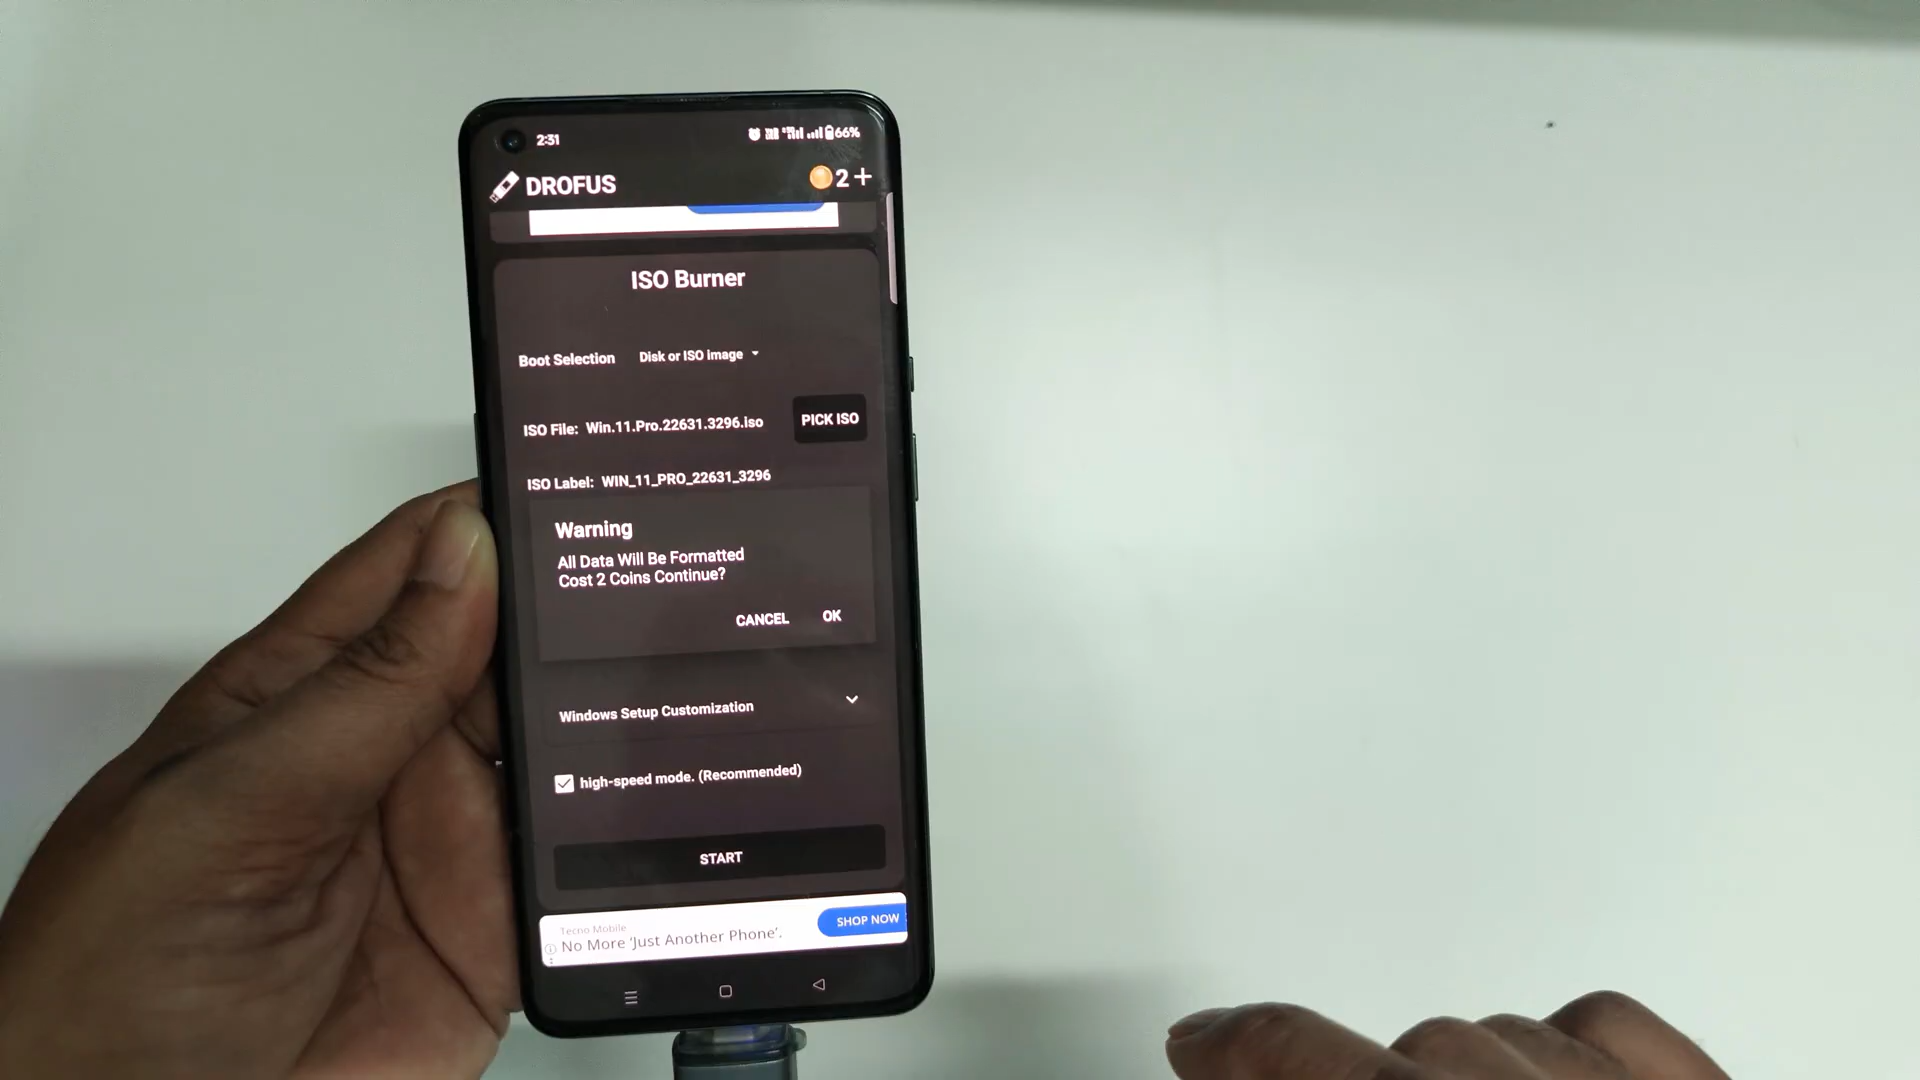 2:31
66%
DROFUS
2+
ISO Burner
Boot Selection Disk or ISO image
ISO File: Win.11.Pro.22631.3296.iso
PICK ISO
ISO Label: WIN_11_PRO_22631_3296
Warning
All Data Will Be Formatted
Cost 2 Coins Continue?
CANCEL OK
Windows Setup Customization
high-speed mode. (Recommended)
START
Tecno Mobile
No More ‘Just Another Phone’.
SHOP NOW